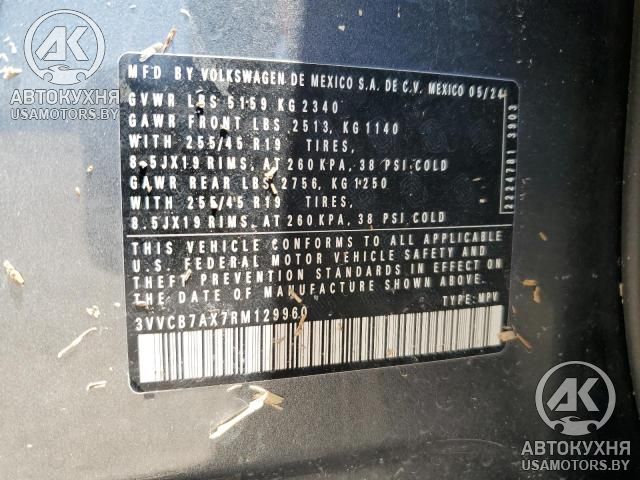 AK
АВТОКУХНЯ
USAMOTORS.BY
MFD BY VOLKSWAGEN DE MEXICO S.A. DE C.V. MEXICO 05/24
GVWR LBS 5159 KG 2340
GAWR FRONT LBS 2513, KG 1140
WITH 255/45 R19 TIRES,
8.5JX19 RIMS, AT 260 KPA, 38 PSI COLD
GAWR REAR LBS 2756, KG 1250
WITH 255/45 R19 TIRES,
8.5JX19 RIMS, AT 260 KPA, 38 PSI COLD
2224781 3903
THIS VEHICLE CONFORMS TO ALL APPLICABLE
U.S. FEDERAL MOTOR VEHICLE SAFETY AND
THEFT PREVENTION STANDARDS IN EFFECT ON
THE DATE OF MANUFACTURE SHOWN ABOVE.
3VVCB7AX7RM129960 TYPE: MPV
AK
АВТОКУХНЯ
USAMOTORS.BY